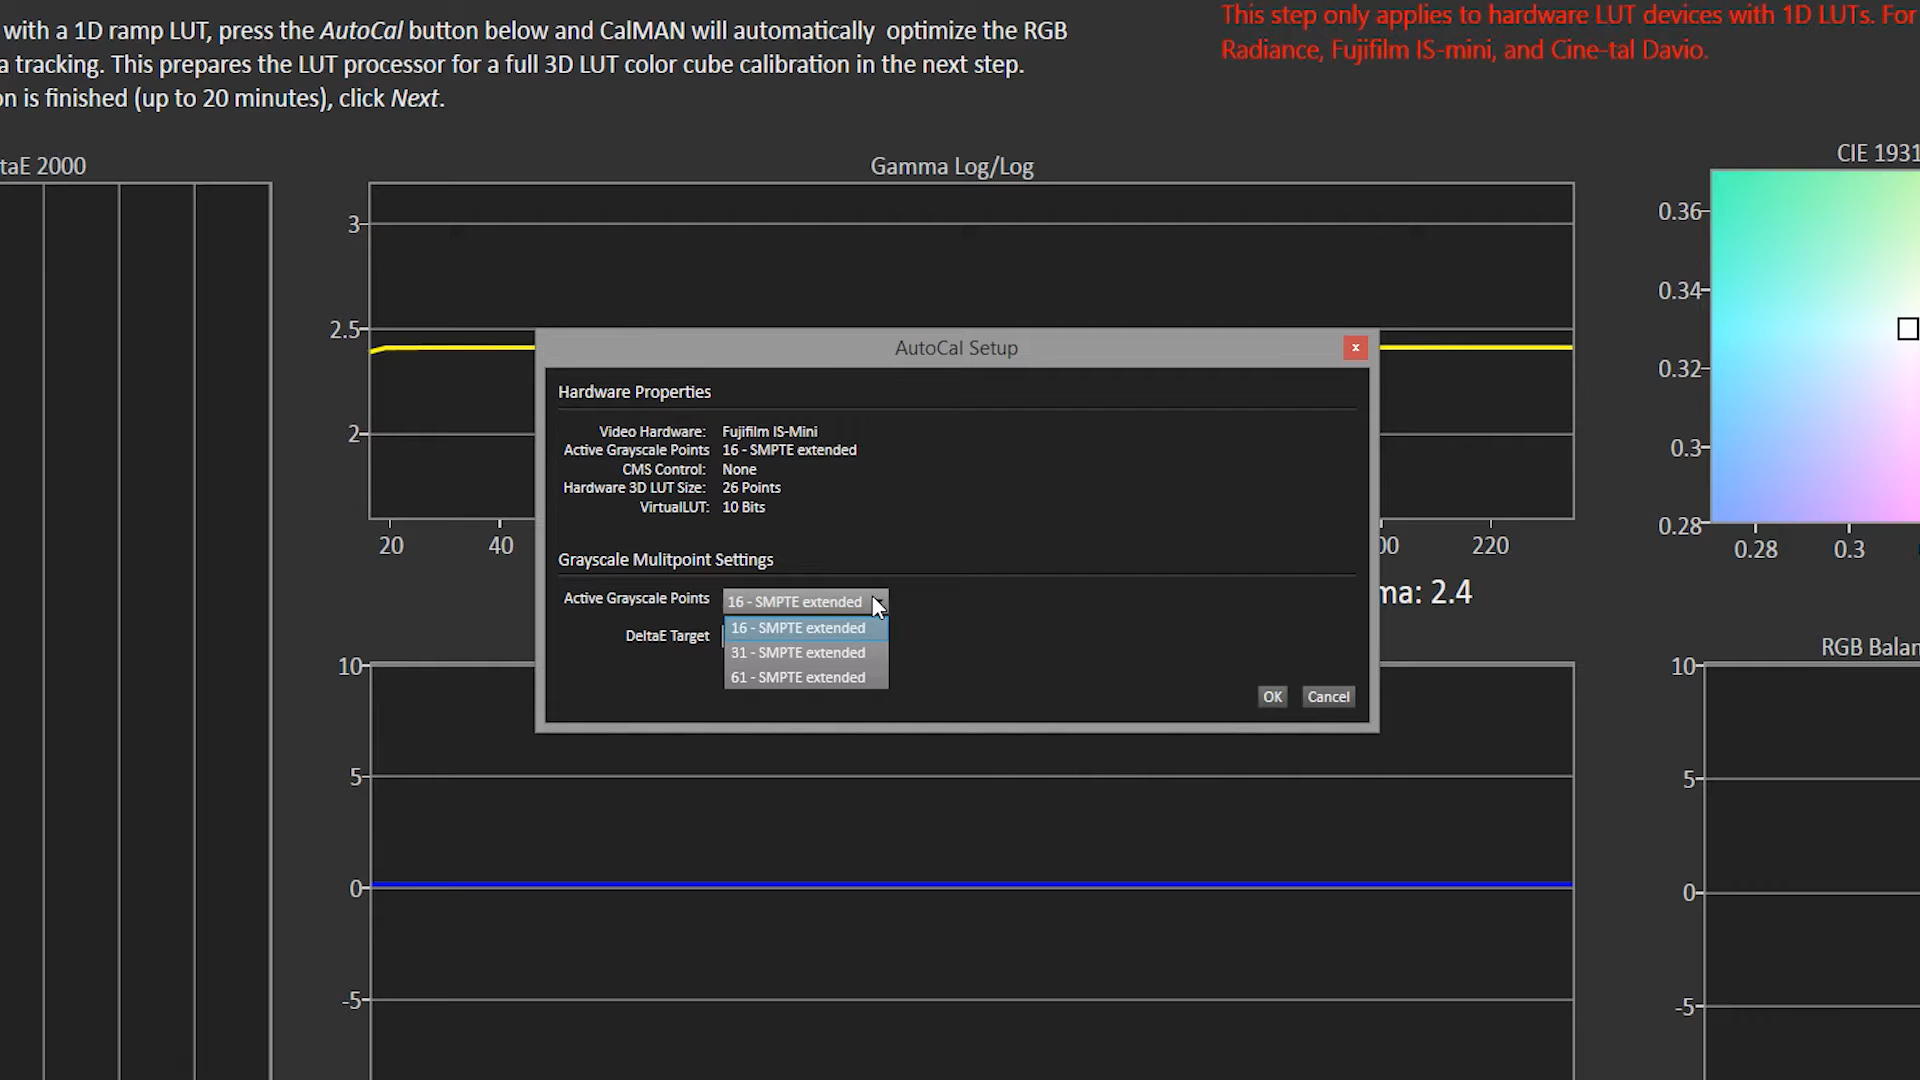 with a 1D ramp LUT, press the AutoCal button below and CalMAN will automatically optimize the RGB
a tracking. This prepares the LUT processor for a full 3D LUT color cube calibration in the next step.
on is finished (up to 20 minutes), click Next.
This step only applies to hardware LUT devices with 1D LUTs. For
Radiance, Fujifilm IS-mini, and Cine-tal Davio.
taE 2000
Gamma Log/Log
CIE 1931
3
2.5
2
20
40
00
220
0.36
0.34
0.32
0.3
0.28
0.28
0.3
AutoCal Setup
x
Hardware Properties
Video Hardware: Fujifilm IS-Mini
Active Grayscale Points 16 - SMPTE extended
CMS Control: None
Hardware 3D LUT Size: 26 Points
VirtualLUT: 10 Bits
Grayscale Mulitpoint Settings
Active Grayscale Points 16 - SMPTE extended
16 - SMPTE extended
DeltaE Target
31 - SMPTE extended
61 - SMPTE extended
OK Cancel
ma: 2.4
RGB Balan
10
5
0
-5
10
5
0
-5